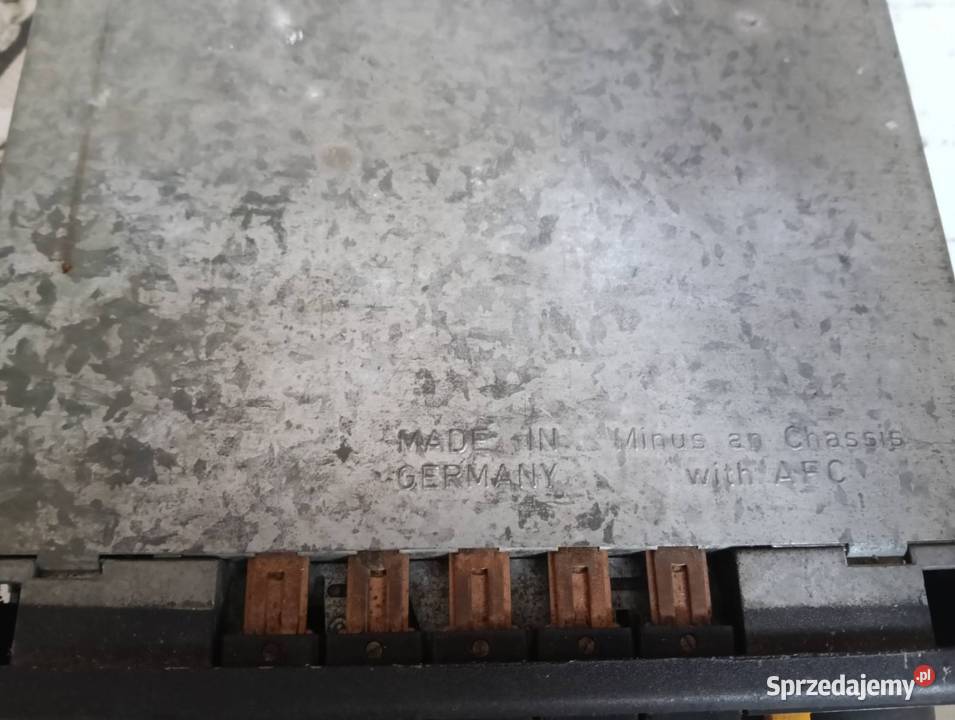 MADE IN
GERMANY
Minus an Chassis
with AFC
Sprzedajemy.pl